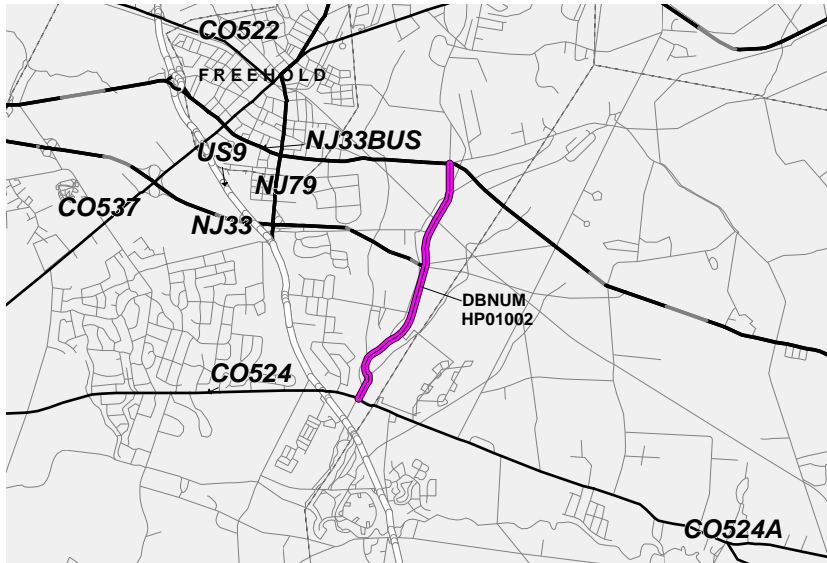 CO522
FREEHOLD
NJ33BUS
US9
NJ79
CO537
NJ33
DBNUM
HP01002
CO524
CO524A